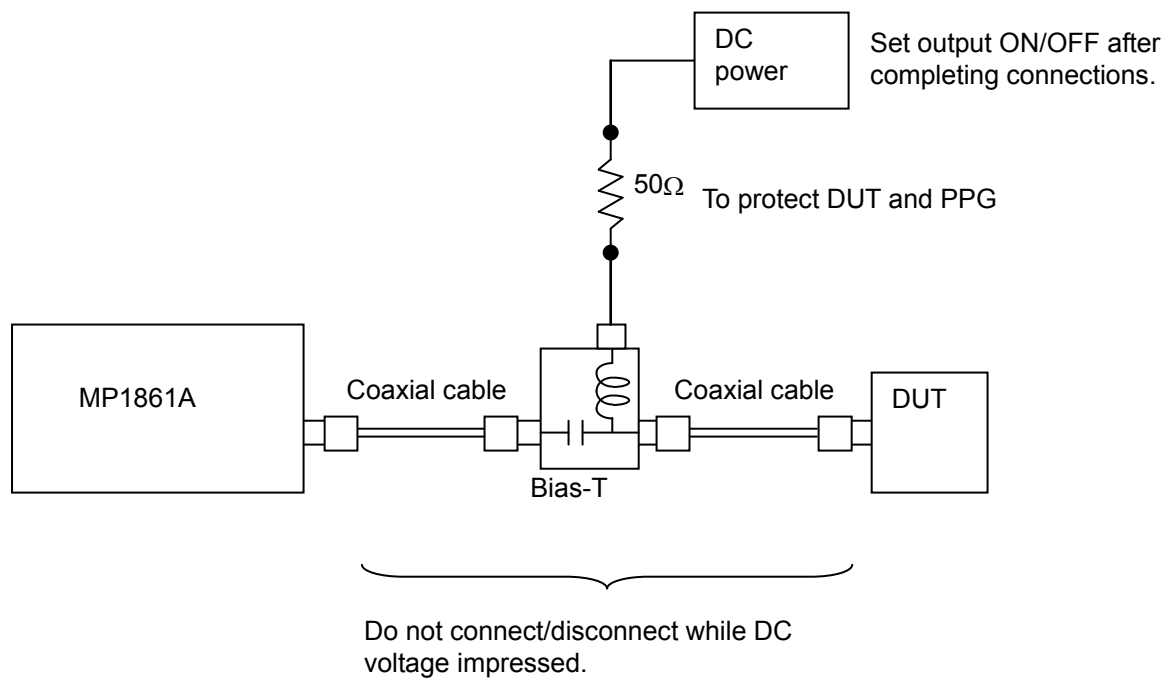 DC
power
Set output ON/OFF after
completing connections.
50Ω
To protect DUT and PPG
MP1861A
Coaxial cable
Coaxial cable
DUT
Bias-T
Do not connect/disconnect while DC
voltage impressed.